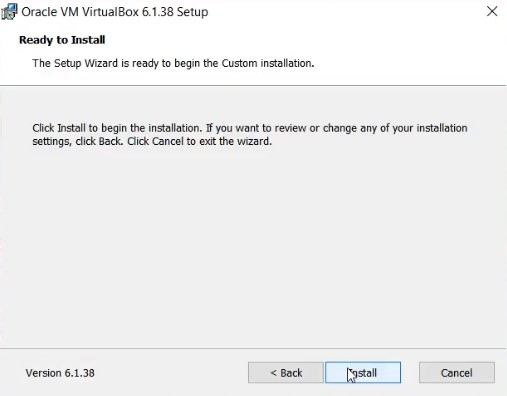 Oracle VM VirtualBox 6.1.38 Setup
Ready to Install
The Setup Wizard is ready to begin the Custom installation.
Click Install to begin the installation. If you want to review or change any of your installation
settings, click Back. Click Cancel to exit the wizard.
Version 6.1.38
< Back
Install
Cancel